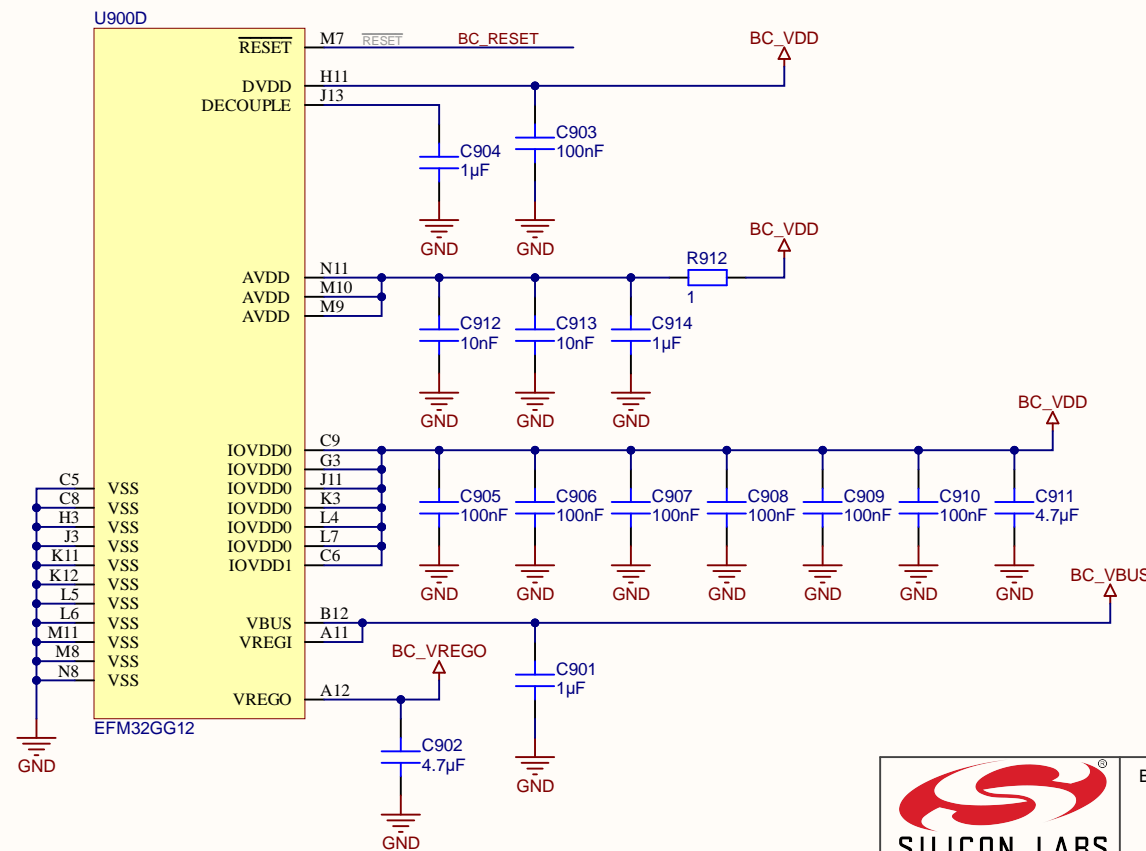 U900D
RESET M7 RESET BC_RESET
BC_VDD
DVDD H11
DECOUPLE J13
C903
100nF
C904
1µF
GND
GND
BC_VDD
R912
1
AVDD N11
AVDD M10
AVDD M9
C912
10nF
C913
10nF
C914
1µF
GND
GND
GND
BC_VDD
IOVDD0 C9
IOVDD0 G3
IOVDD0 J11
IOVDD0 K3
IOVDD0 L4
IOVDD0 L7
IOVDD1 C6
C905
100nF
C906
100nF
C907
100nF
C908
100nF
C909
100nF
C910
100nF
C911
4.7µF
GND
GND
GND
GND
GND
GND
GND
C5 VSS
C8 VSS
H3 VSS
J3 VSS
K11 VSS
K12 VSS
L5 VSS
L6 VSS
M11 VSS
M8 VSS
N8 VSS
GND
BC_VBUS
VBUS B12
VREGI A11
C901
1µF
GND
BC_VREGO
VREGO A12
C902
4.7µF
GND
EFM32GG12
®
SILICON LABS